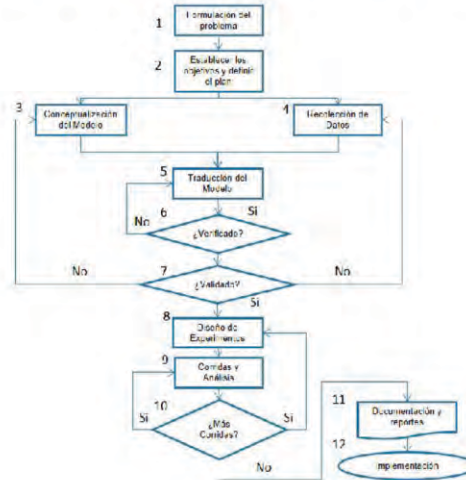 1
Formulación del
problema
2
Establecer los
objetivos y definir
el plan
3
Conceptualización
del Modelo
4
Recolección de
Datos
5
Traducción del
Modelo
6
Si
No
¿Verificado?
No
7
No
¿Validado?
Si
8
Diseño de
Experimentos
9
Corridas y
Análisis
10
Si
¿Más
Corridas?
Si
No
11
Documentación y
reportes
12
Implementación